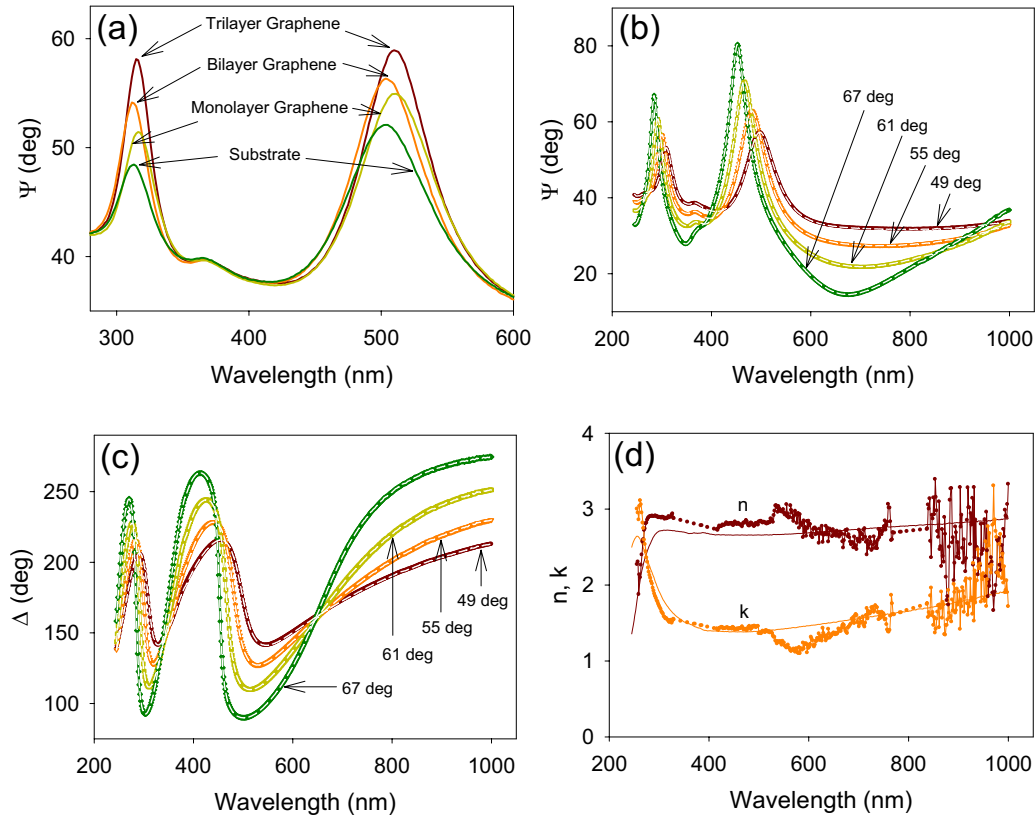 (a)
60
50
40
Ψ (deg)
300
400
500
600
Wavelength (nm)
Trilayer Graphene
Bilayer Graphene
Monolayer Graphene
Substrate
(b)
80
60
40
20
Ψ (deg)
200
400
600
800
1000
Wavelength (nm)
67 deg
61 deg
55 deg
49 deg
(c)
250
200
150
100
Δ (deg)
200
400
600
800
1000
Wavelength (nm)
49 deg
55 deg
61 deg
67 deg
(d)
4
3
2
1
0
n, k
200
400
600
800
1000
Wavelength (nm)
n
k